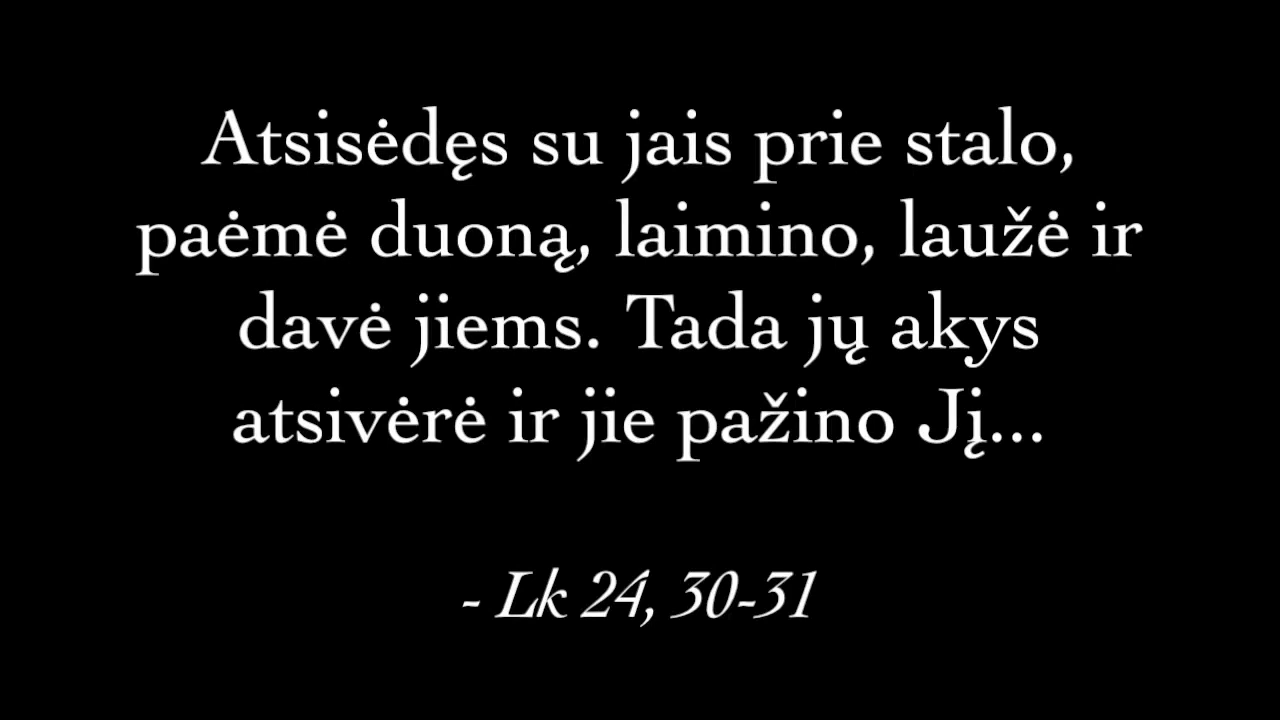 Atsisėdęs su jais prie stalo,
paėmė duoną, laimino, laužė ir
davė jiems. Tada jų akys
atsivėrė ir jie pažino Jį...
- Lk 24, 30-31